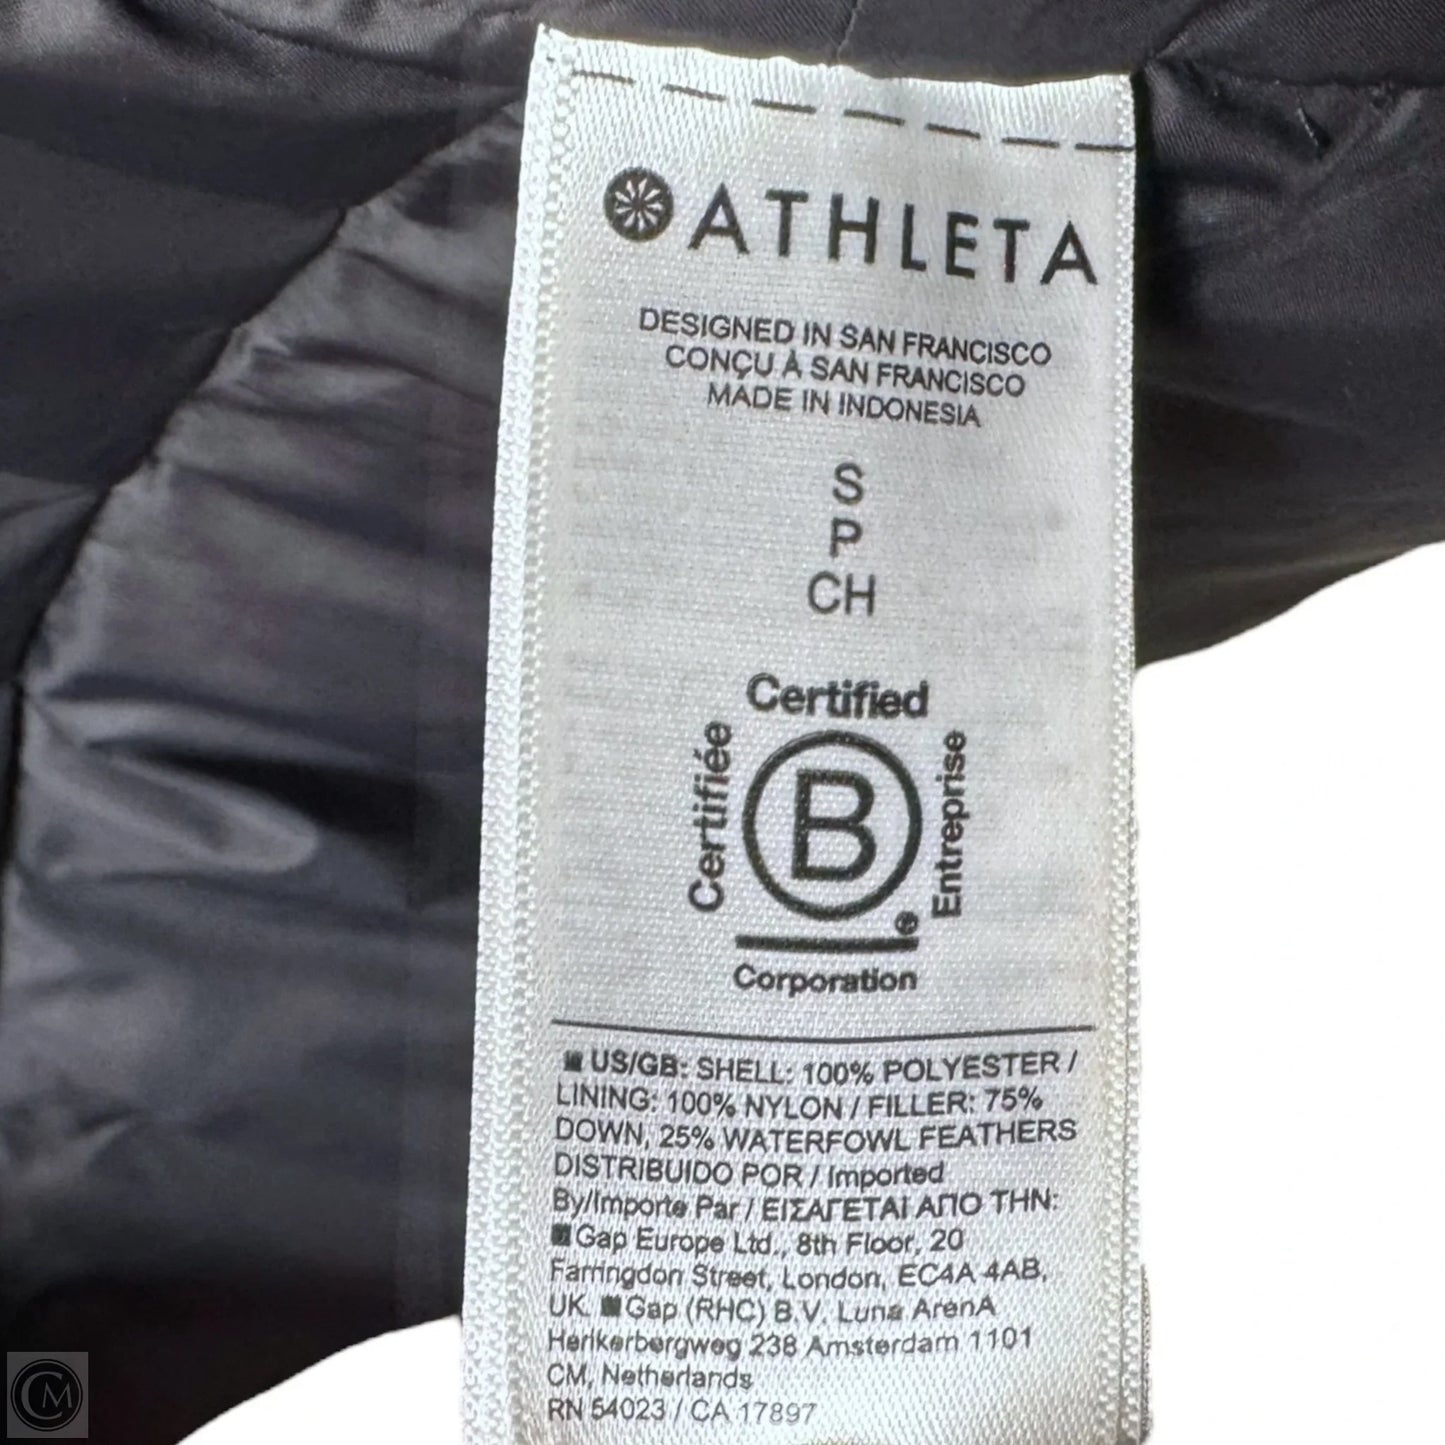 ATHLETA
DESIGNED IN SAN FRANCISCO
CONÇU À SAN FRANCISCO
MADE IN INDONESIA
S
P
CH
Certified
Certifiée
B
Entreprise
®
Corporation
US/GB: SHELL: 100% POLYESTER /
LINING: 100% NYLON / FILLER: 75%
DOWN, 25% WATERFOWL FEATHERS
DISTRIBUIDO POR / Imported
By/Importe Par / ΕΙΣΑΓΕΤΑΙ ΑΠΟ ΤΗΝ:
Gap Europe Ltd., 8th Floor, 20
Farringdon Street, London, EC4A 4AB,
UK. Gap (RHC) B.V. Luna ArenA
Herikerbergweg 238 Amsterdam 1101
CM, Netherlands
RN 54023 / CA 17897
CM